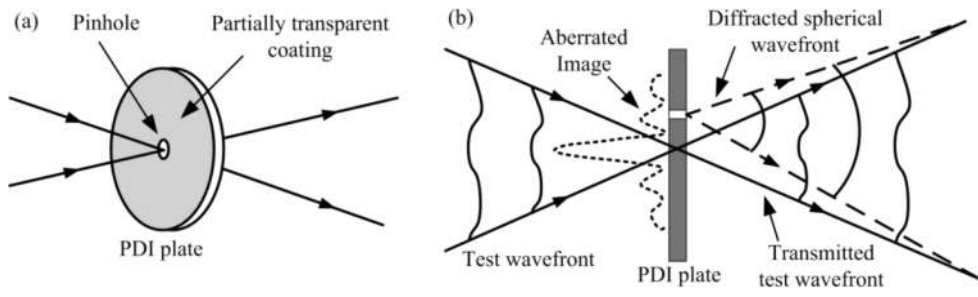 (a)
Pinhole
Partially transparent
coating
PDI plate
(b)
Aberrated
Image
Diffracted spherical
wavefront
Test wavefront
PDI plate
Transmitted
test wavefront